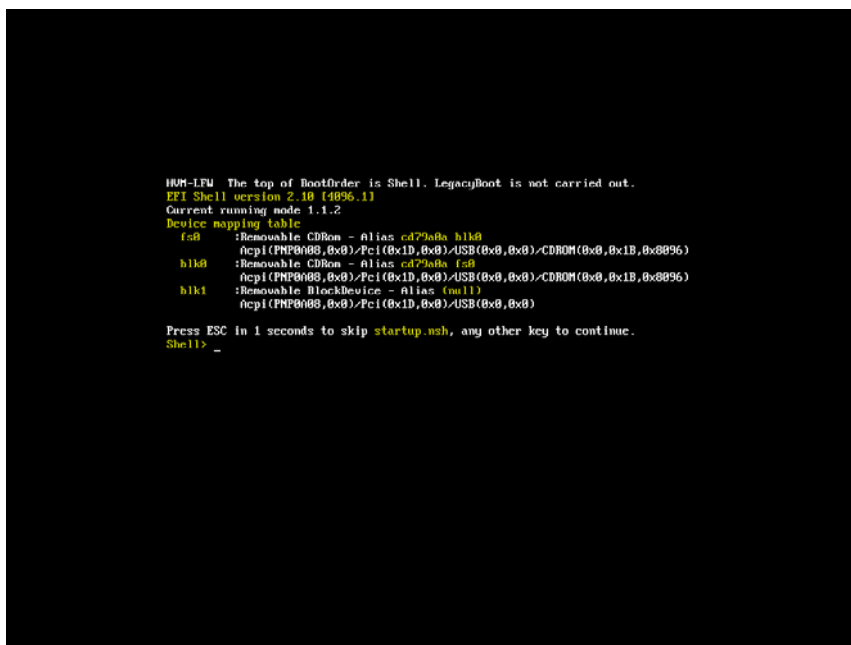 HVM-LFW  The top of BootOrder is Shell. LegacyBoot is not carried out.
EFI Shell version 2.10 [4096.1]
Current running mode 1.1.2
Device mapping table
fs0 :Removable CDRom - Alias cd79a0a blk0
Acpi(PNP0A08,0x0)/Pci(0x1D,0x0)/USB(0x0,0x0)/CDROM(0x0,0x1B,0x8096)
blk0 :Removable CDRom - Alias cd79a0a fs0
Acpi(PNP0A08,0x0)/Pci(0x1D,0x0)/USB(0x0,0x0)/CDROM(0x0,0x1B,0x8096)
blk1 :Removable BlockDevice - Alias (null)
Acpi(PNP0A08,0x0)/Pci(0x1D,0x0)/USB(0x0,0x0)
Press ESC in 1 seconds to skip startup.nsh, any other key to continue.
Shell> _